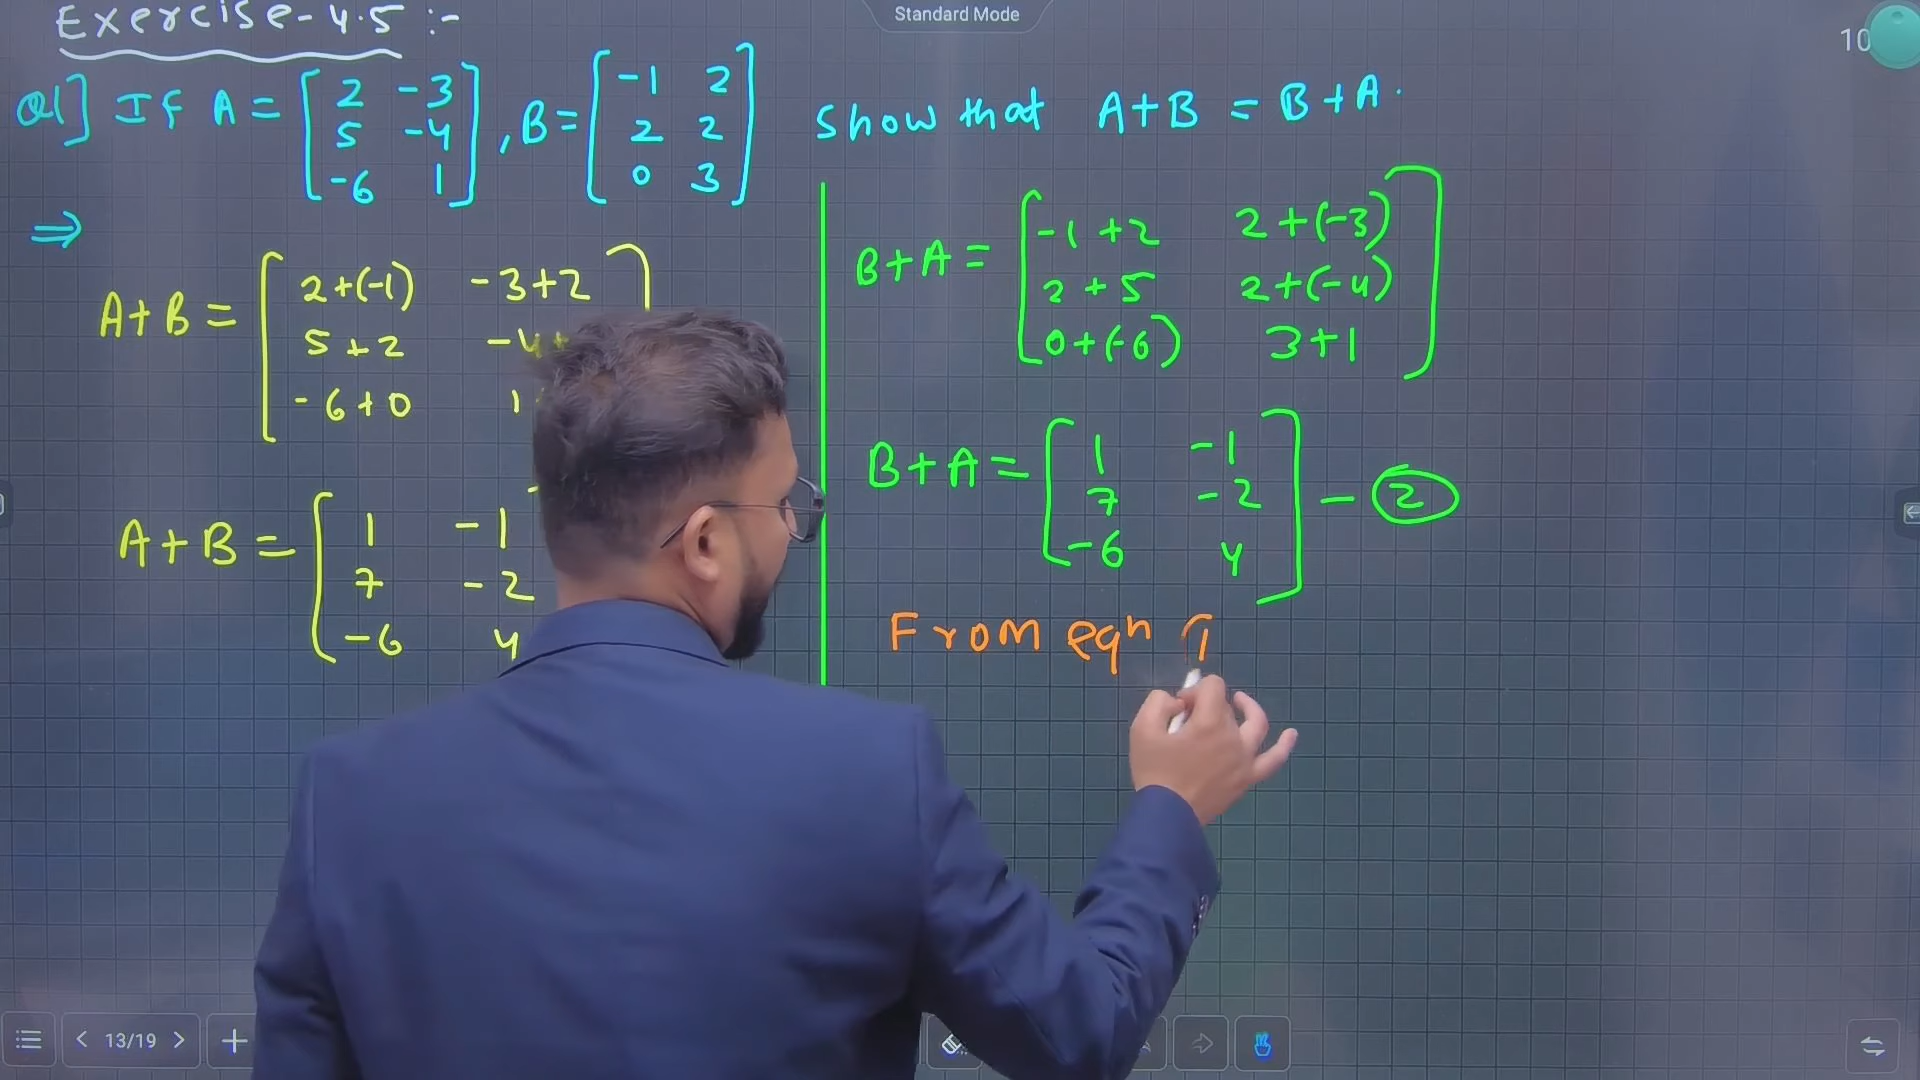 Standard Mode
10
Exercise-4.5 :-
Q1] If A = [ 2 -3
5 -4
-6 1 ] , B = [ -1 2
2 2
0 3 ] show that A+B = B+A.
⇒
A+B = [ 2+(-1) -3+2 ]
5+2 -4+
-6+0 1
A+B = [ 1 -1
7 -2
-6 4
B+A = [ -1+2 2+(-3)
2+5 2+(-4)
0+(-6) 3+1 ]
B+A = [ 1 -1
7 -2
-6 4 ] - 2
From eqn
13/19